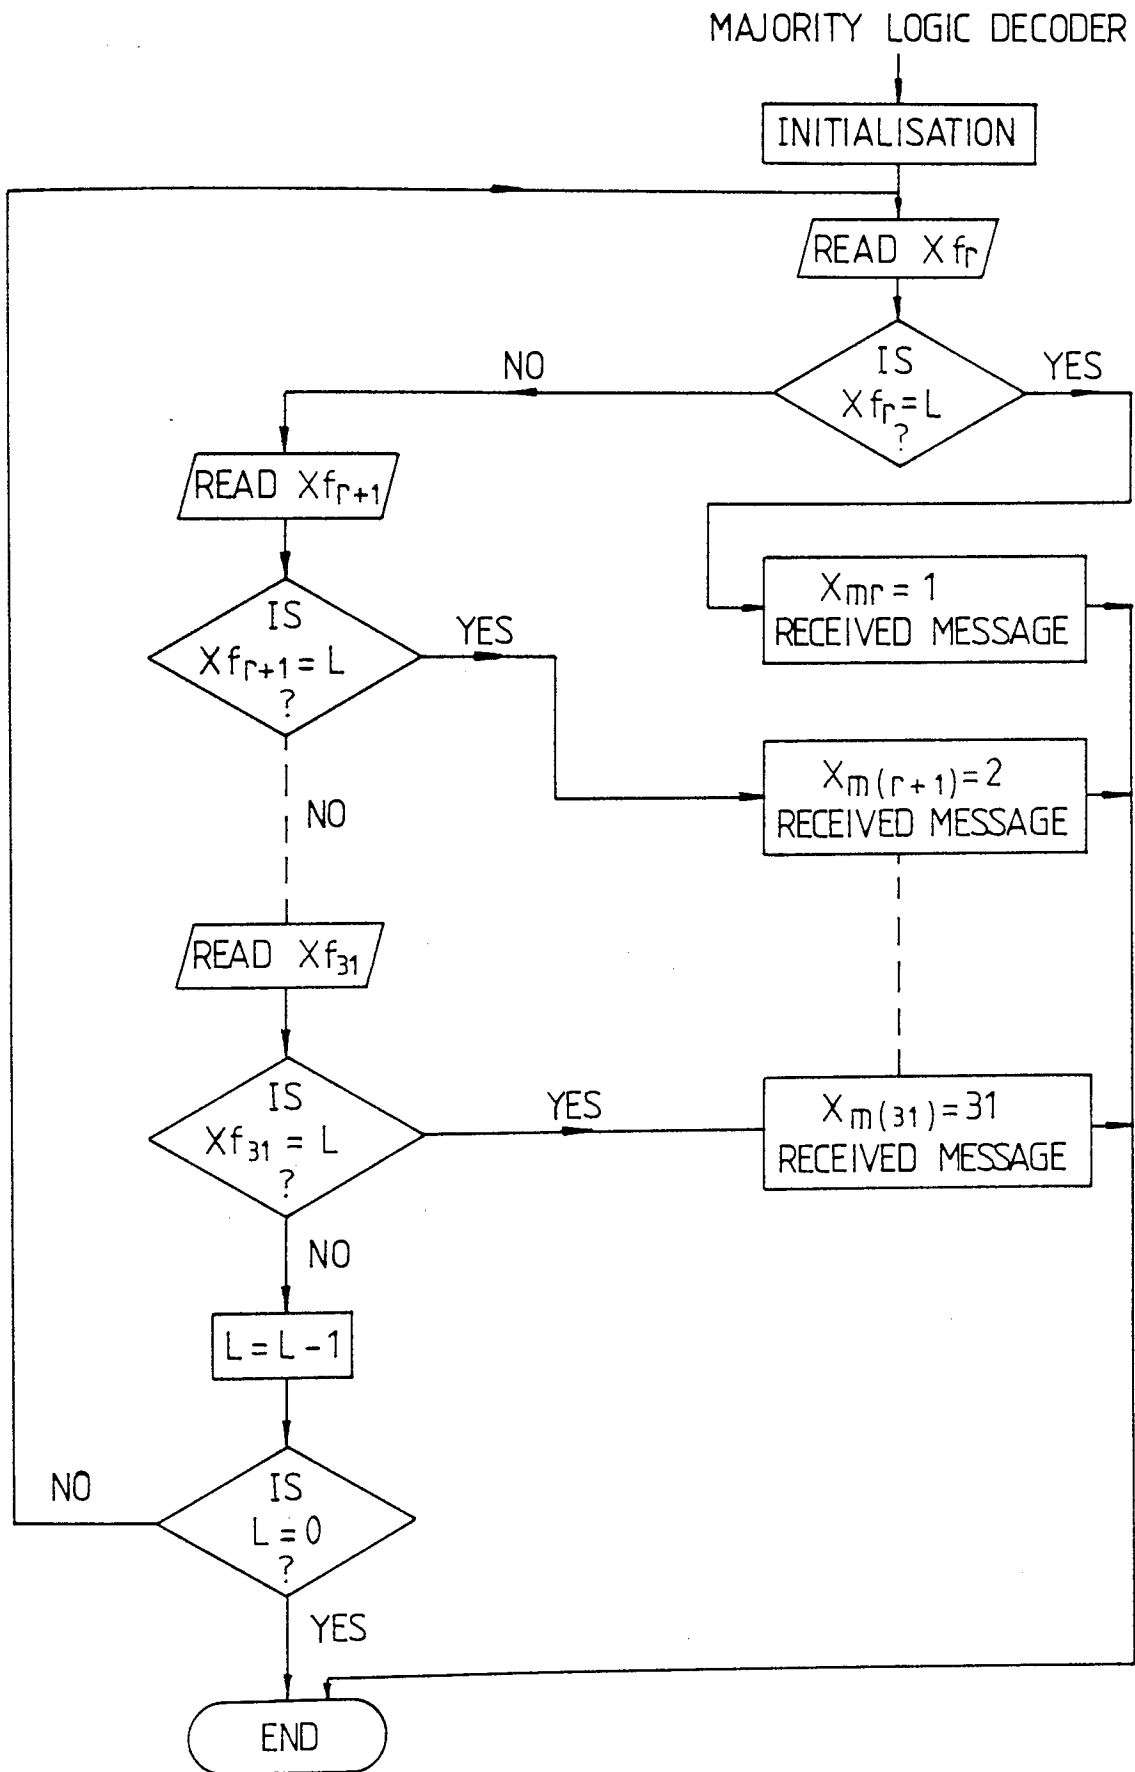 MAJORITY LOGIC DECODER
INITIALISATION
READ Xfr
IS
Xfr=L
?
NO
YES
READ Xfr+1
IS
Xfr+1=L
?
YES
NO
Xmr=1
RECEIVED MESSAGE
Xm(r+1)=2
RECEIVED MESSAGE
READ Xf31
IS
Xf31=L
?
YES
NO
Xm(31)=31
RECEIVED MESSAGE
L=L-1
IS
L=0
?
NO
YES
END